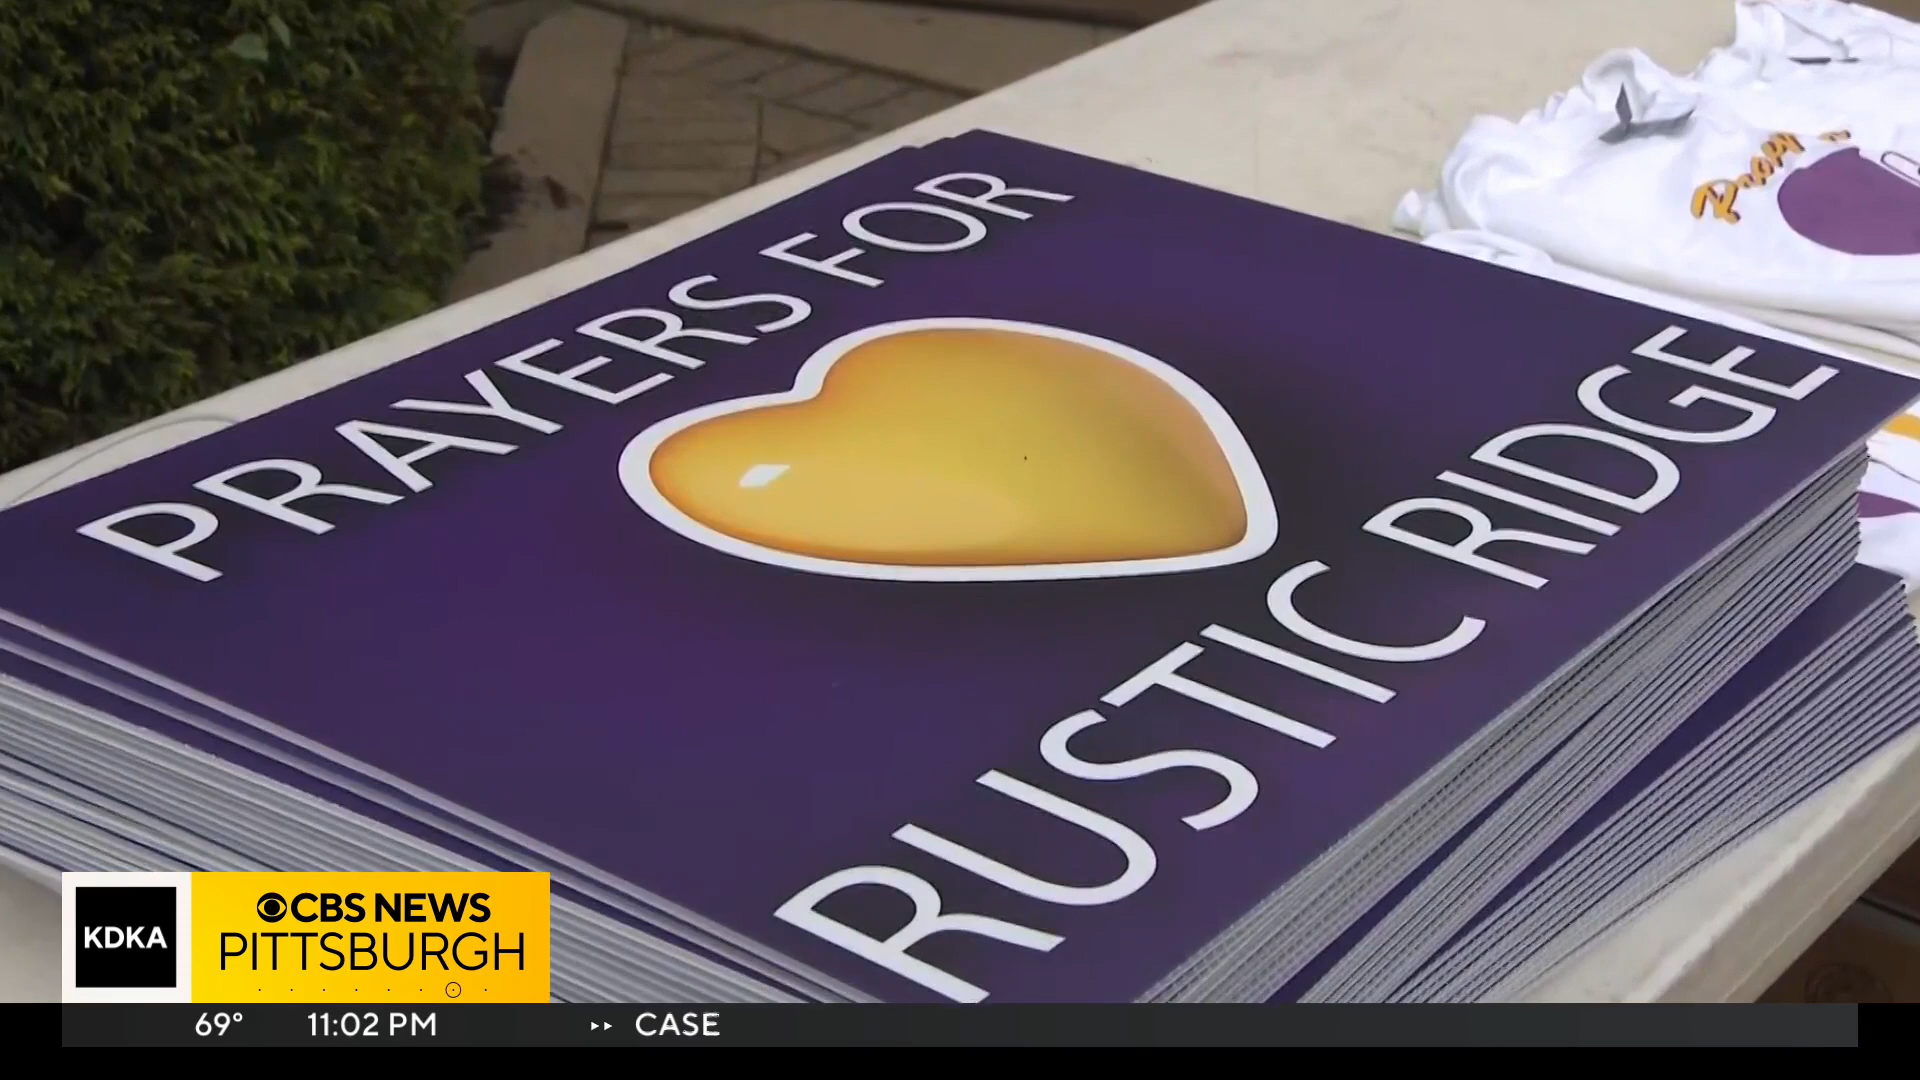 PRAYERS FOR
RUSTIC RIDGE
KDKA
CBS NEWS
PITTSBURGH
69° 11:02 PM CASE